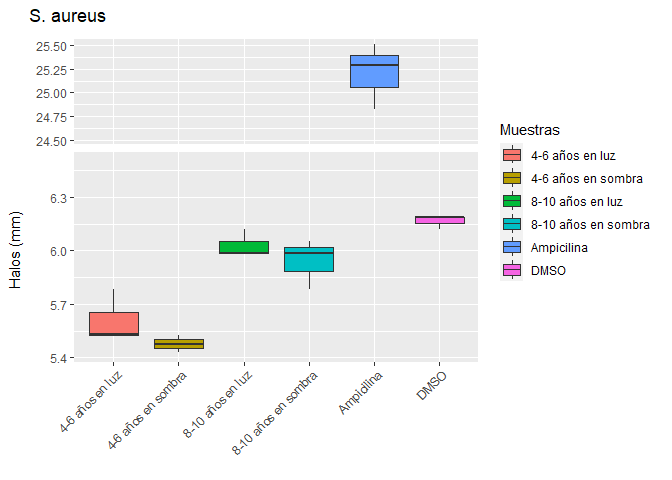 S. aureus
25.50
25.25
25.00
24.75
24.50
6.3
6.0
5.7
5.4
Halos (mm)
4-6 años en luz
4-6 años en sombra
8-10 años en luz
8-10 años en sombra
Ampicilina
DMSO
Muestras
4-6 años en luz
4-6 años en sombra
8-10 años en luz
8-10 años en sombra
Ampicilina
DMSO